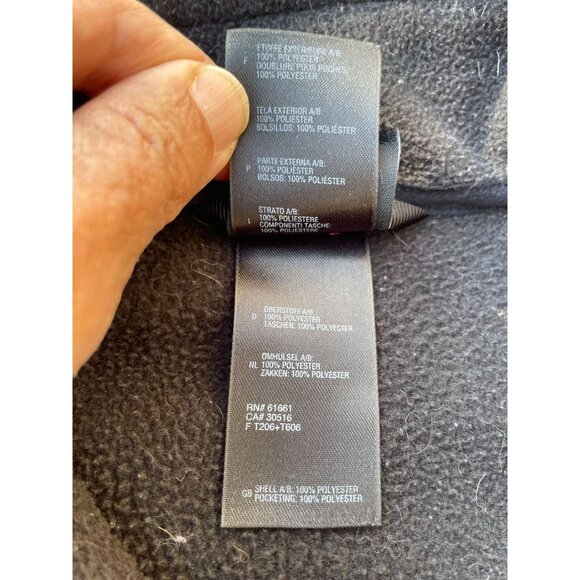 ETOFFE EXTÉRIEURE A/B:
F
DOUBLURE POUR POCHES:
100% POLYESTER
TELA EXTERIOR A/B:
100% POLIÉSTER
BOLSILLOS: 100% POLIÉSTER
PARTE EXTERNA A/B:
P 100% POLIÉSTER
BOLSOS: 100% POLIÉSTER
STRATO A/B:
I 100% POLIESTERE
COMPONENTI TASCHE:
100% POLIESTERE
OBERSTOFF A/B:
D 100% POLYESTER
TASCHEN: 100% POLYESTER
OMHULSEL A/B:
NL 100% POLYESTER
ZAKKEN: 100% POLYESTER
RN# 61661
CA# 30516
F T206+T606
GB SHELL A/B: 100% POLYESTER
POCKETING: 100% POLYESTER